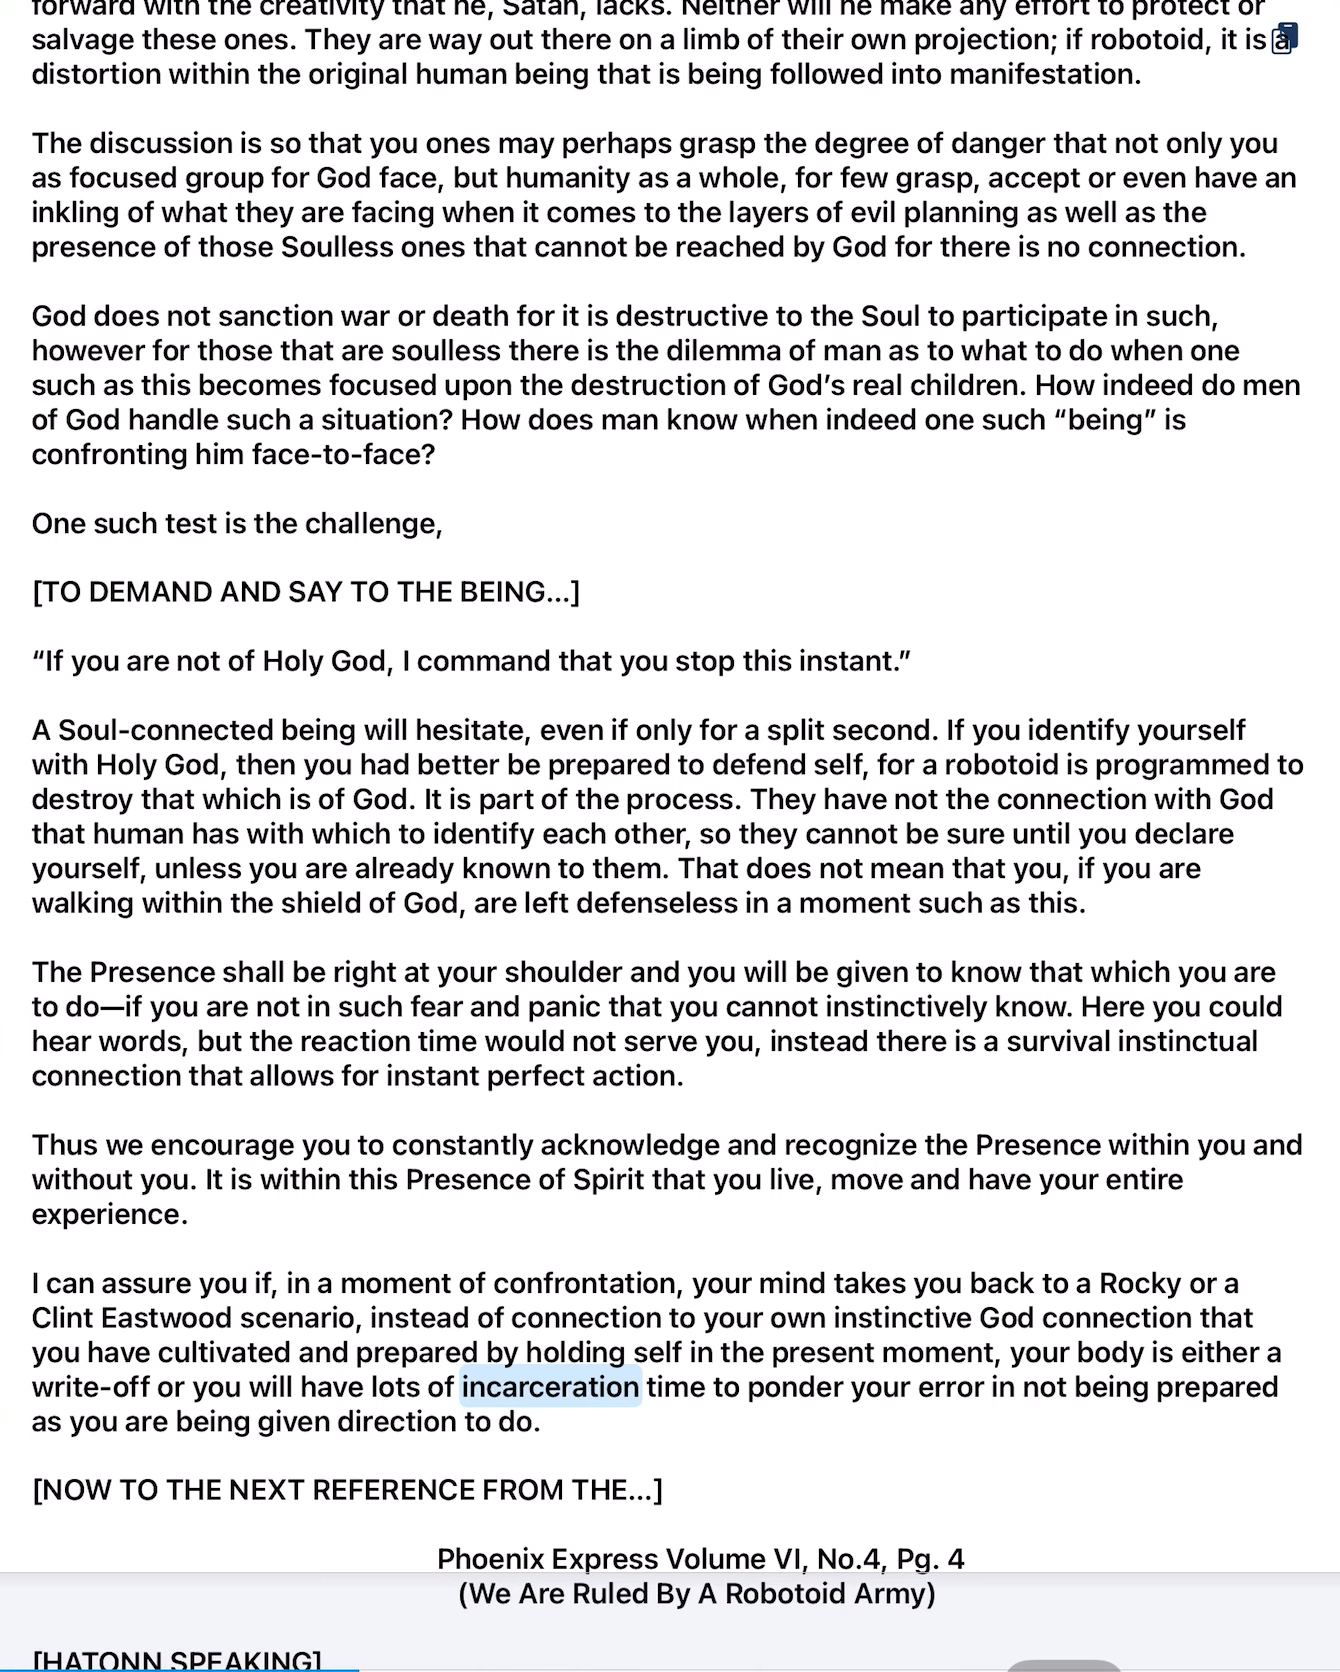 forward with the creativity that he, Satan, lacks. Neither will he make any effort to protect or
salvage these ones. They are way out there on a limb of their own projection; if robotoid, it is a
distortion within the original human being that is being followed into manifestation.
The discussion is so that you ones may perhaps grasp the degree of danger that not only you
as focused group for God face, but humanity as a whole, for few grasp, accept or even have an
inkling of what they are facing when it comes to the layers of evil planning as well as the
presence of those Soulless ones that cannot be reached by God for there is no connection.
God does not sanction war or death for it is destructive to the Soul to participate in such,
however for those that are soulless there is the dilemma of man as to what to do when one
such as this becomes focused upon the destruction of God’s real children. How indeed do men
of God handle such a situation? How does man know when indeed one such “being” is
confronting him face-to-face?
One such test is the challenge,
[TO DEMAND AND SAY TO THE BEING...]
“If you are not of Holy God, I command that you stop this instant.”
A Soul-connected being will hesitate, even if only for a split second. If you identify yourself
with Holy God, then you had better be prepared to defend self, for a robotoid is programmed to
destroy that which is of God. It is part of the process. They have not the connection with God
that human has with which to identify each other, so they cannot be sure until you declare
yourself, unless you are already known to them. That does not mean that you, if you are
walking within the shield of God, are left defenseless in a moment such as this.
The Presence shall be right at your shoulder and you will be given to know that which you are
to do—if you are not in such fear and panic that you cannot instinctively know. Here you could
hear words, but the reaction time would not serve you, instead there is a survival instinctual
connection that allows for instant perfect action.
Thus we encourage you to constantly acknowledge and recognize the Presence within you and
without you. It is within this Presence of Spirit that you live, move and have your entire
experience.
I can assure you if, in a moment of confrontation, your mind takes you back to a Rocky or a
Clint Eastwood scenario, instead of connection to your own instinctive God connection that
you have cultivated and prepared by holding self in the present moment, your body is either a
write-off or you will have lots of incarceration time to ponder your error in not being prepared
as you are being given direction to do.
[NOW TO THE NEXT REFERENCE FROM THE...]
Phoenix Express Volume VI, No.4, Pg. 4
(We Are Ruled By A Robotoid Army)
[HATONN SPEAKING]